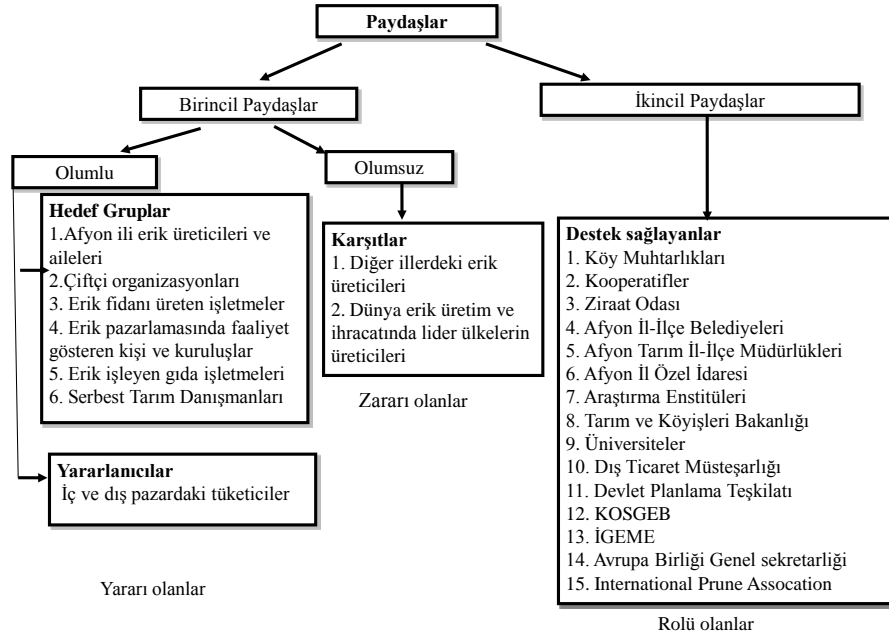 Paydaşlar
Birincil Paydaşlar
İkincil Paydaşlar
Olumlu
Olumsuz
Hedef Gruplar
1.Afyon ili erik üreticileri ve
aileleri
2.Çiftçi organizasyonları
3. Erik fidanı üreten işletmeler
4. Erik pazarlamasında faaliyet
gösteren kişi ve kuruluşlar
5. Erik işleyen gıda işletmeleri
6. Serbest Tarım Danışmanları
Yararlanıcılar
İç ve dış pazardaki tüketiciler
Yararı olanlar
Karşıtlar
1. Diğer illerdeki erik
üreticileri
2. Dünya erik üretim ve
ihracatında lider ülkelerin
üreticileri
Zararı olanlar
Destek sağlayanlar
1. Köy Muhtarlıkları
2. Kooperatifler
3. Ziraat Odası
4. Afyon İl-İlçe Belediyeleri
5. Afyon Tarım İl-İlçe Müdürlükleri
6. Afyon İl Özel İdaresi
7. Araştırma Enstitüleri
8. Tarım ve Köyişleri Bakanlığı
9. Üniversiteler
10. Dış Ticaret Müsteşarlığı
11. Devlet Planlama Teşkilatı
12. KOSGEB
13. İGEME
14. Avrupa Birliği Genel sekretarliği
15. International Prune Assocation
Rolü olanlar